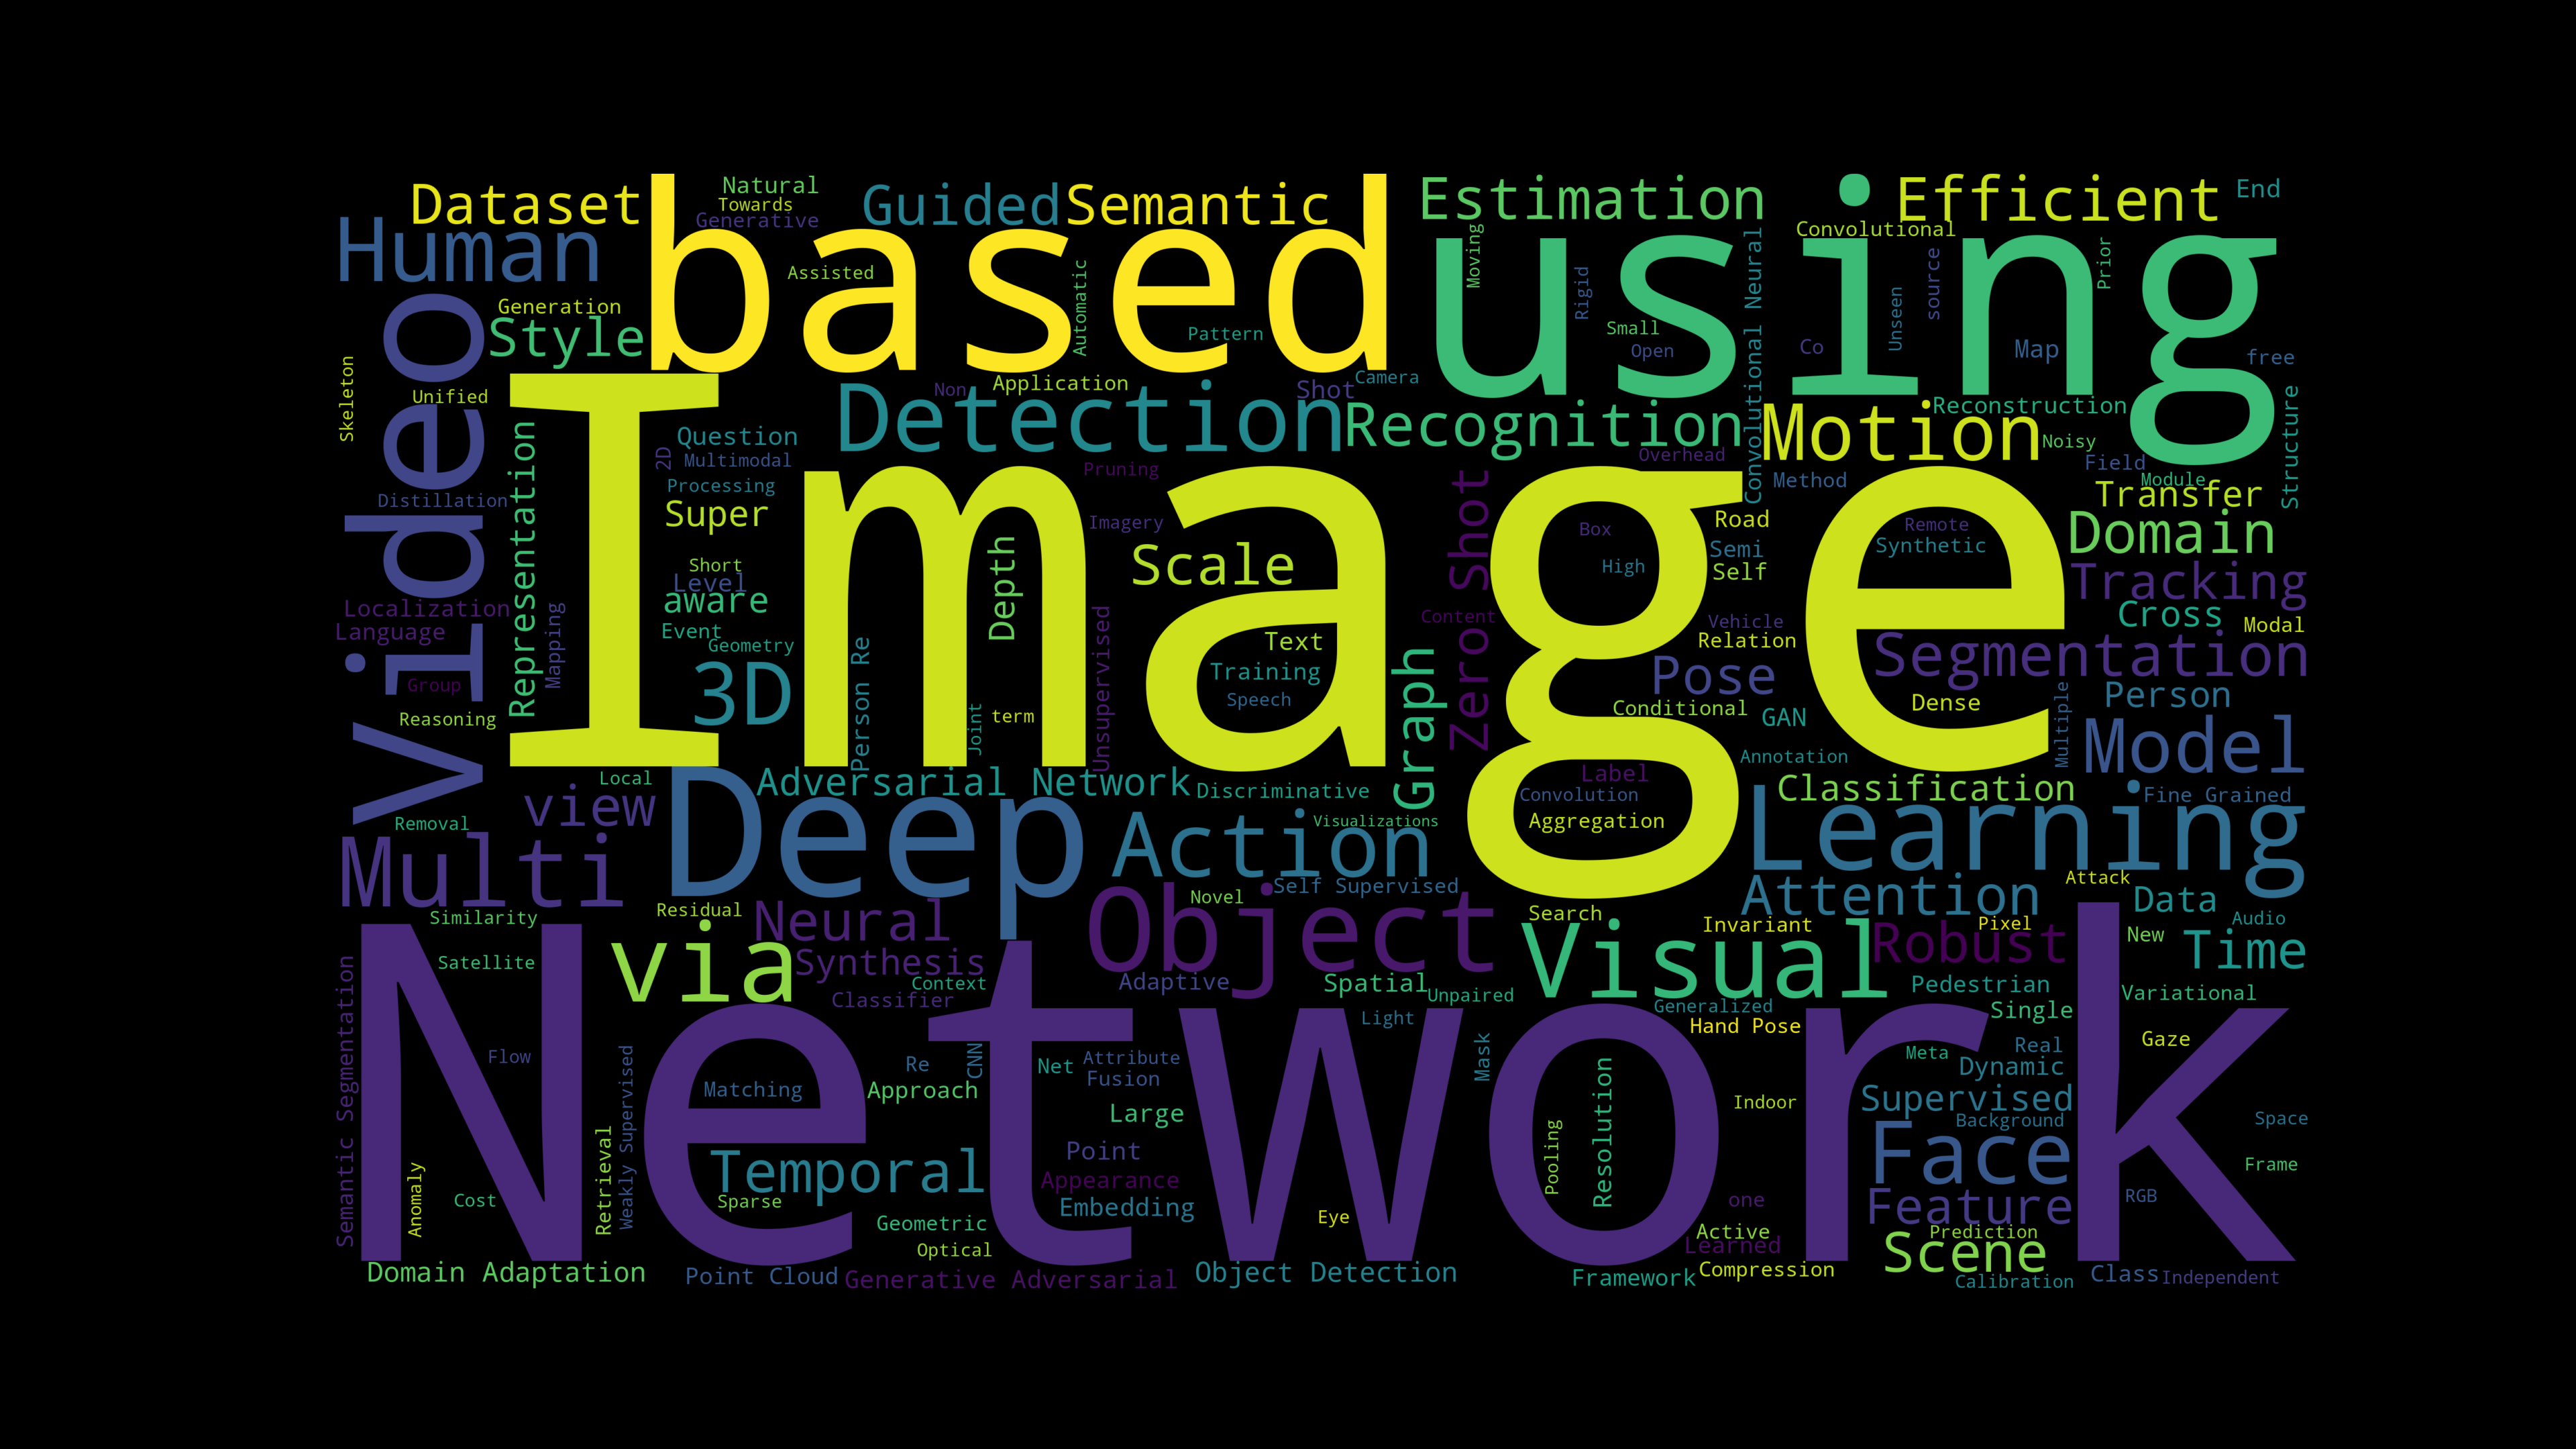 Natural
Towards
Generative
Dataset
Guided
Semantic
Estimation
Efficient
End
Human
based
using
Convolutional
Assisted
Automatic
Pattern
Moving
Rigid
Small
Open
Convolutional Neural
Co
Unseen
source
Map
Prior
free
Generation
Style
Video
Skeleton
Unified
Non
Application
Shot
Camera
Detection
Recognition
Motion
Reconstruction
Noisy
Structure
Image
Representation
Question
2D
Multimodal
Processing
Super
Pruning
Overhead
Method
Field
Module
Transfer
Distillation
Imagery
Zero Shot
Box
Road
Remote
Synthetic
Domain
Short
Level
aware
Depth
Scale
High
Semi
Self
Tracking
Localization
Language
Mapping
Event
Geometry
Unsupervised
Text
Content
Vehicle
Relation
Cross
Modal
Group
Reasoning
3D
Person Re
Joint
term
Training
Speech
Graph
Pose
Segmentation
Conditional
GAN
Dense
Multiple
Person
Model
Local
view
Deep
Adversarial Network
Discriminative
Label
Annotation
Convolution
Classification
Fine Grained
Removal
Multi
Action
Visualizations
Aggregation
Learning
Self Supervised
Attention
Attack
Data
Similarity
Residual
Neural
Object
Novel
Search
Invariant
Pixel
Audio
Network
Satellite
via
Synthesis
Context
Classifier
Adaptive
Spatial
Unpaired
Visual
Robust
New
Time
Pedestrian
Variational
Semantic Segmentation
Flow
Light
Generalized
Hand Pose
Single
Gaze
Weakly Supervised
Matching
Re
CNN
Net
Attribute
Fusion
Mask
Approach
Large
Resolution
Indoor
Meta
Real
Dynamic
Supervised
Background
Space
Anomaly
Cost
Retrieval
Temporal
Sparse
Point
Appearance
Embedding
Pooling
Face
Frame
Geometric
Optical
Eye
one
Active
Learned
Feature
RGB
Prediction
Scene
Domain Adaptation
Point Cloud
Generative Adversarial
Object Detection
Framework
Compression
Calibration
Class
Independent